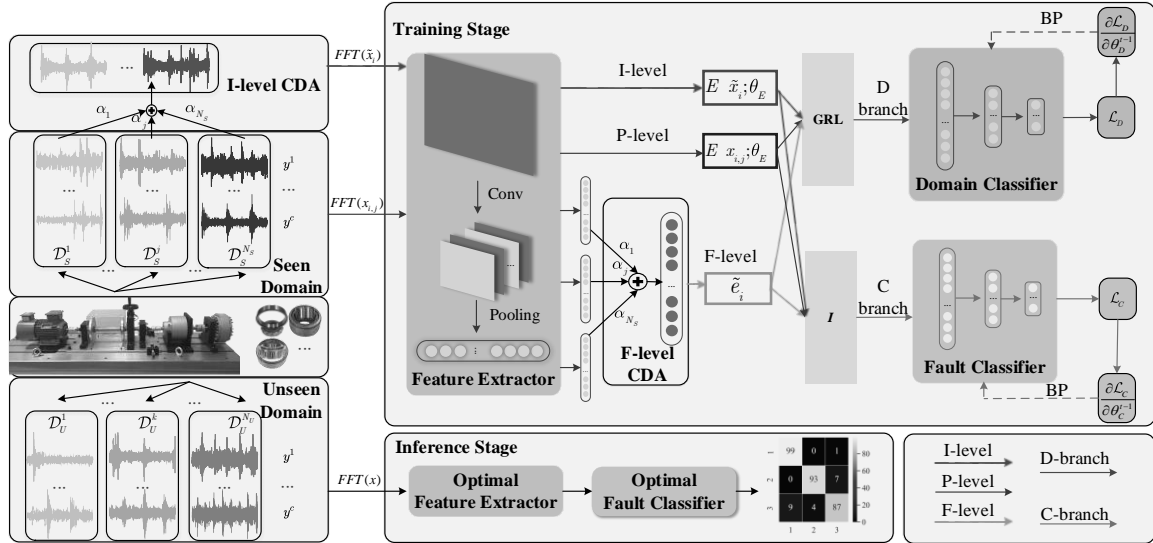 I-level CDA
α₁
α_j
α_{N_S}
y¹
...
...
...
y^c
...
...
𝒟_S^1
𝒟_S^j
𝒟_S^{N_S}
...
...
Seen
Domain
...
Unseen
Domain
...
...
𝒟_U^1
𝒟_U^k
𝒟_U^{N_U}
y¹
...
...
...
y^c
FFT(x̃_i)
FFT(x_{i,j})
FFT(x)
Training Stage
Conv
...
Pooling
Feature Extractor
I-level
P-level
E x̃_i;θ_E
E x_{i,j};θ_E
α₁
α_j
α_{N_S}
...
F-level
CDA
F-level
ẽ_i
GRL
I
D
branch
C
branch
...
...
...
Domain Classifier
BP
∂ℒ_D
∂θ_D^{t-1}
ℒ_D
...
...
...
Fault Classifier
BP
ℒ_C
∂ℒ_C
∂θ_C^{t-1}
Inference Stage
Optimal
Feature Extractor
Optimal
Fault Classifier
1 99 0 1
2 0 93 7
3 9 4 87
1 2 3
80
60
40
20
0
I-level
P-level
F-level
D-branch
C-branch